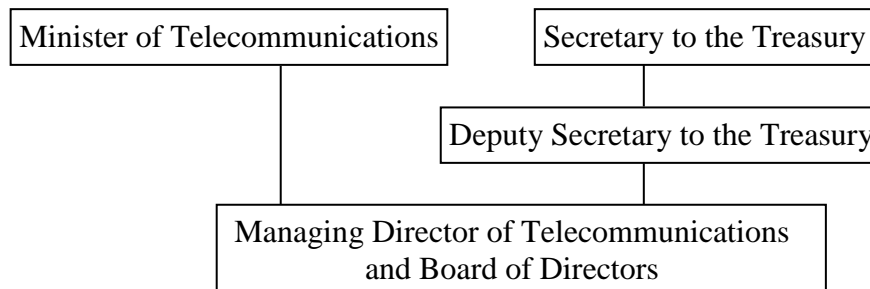 Minister of Telecommunications
Secretary to the Treasury
Deputy Secretary to the Treasury
Managing Director of Telecommunications
and Board of Directors